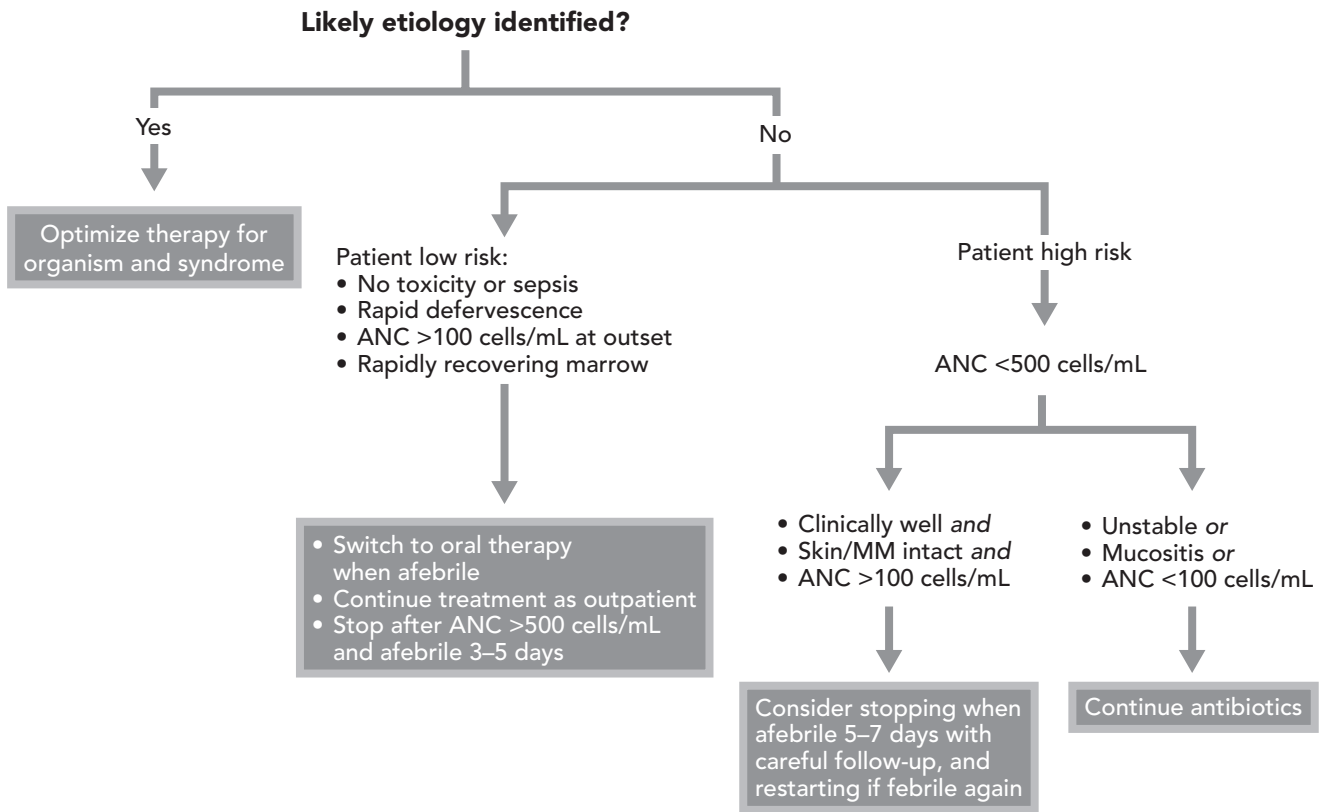 Likely etiology identified?
Yes
No
Optimize therapy for
organism and syndrome
Patient low risk:
• No toxicity or sepsis
• Rapid defervescence
• ANC >100 cells/mL at outset
• Rapidly recovering marrow
Patient high risk
ANC <500 cells/mL
• Switch to oral therapy
when afebrile
• Continue treatment as outpatient
• Stop after ANC >500 cells/mL
and afebrile 3–5 days
• Clinically well and
• Skin/MM intact and
• ANC >100 cells/mL
• Unstable or
• Mucositis or
• ANC <100 cells/mL
Consider stopping when
afebrile 5–7 days with
careful follow-up, and
restarting if febrile again
Continue antibiotics